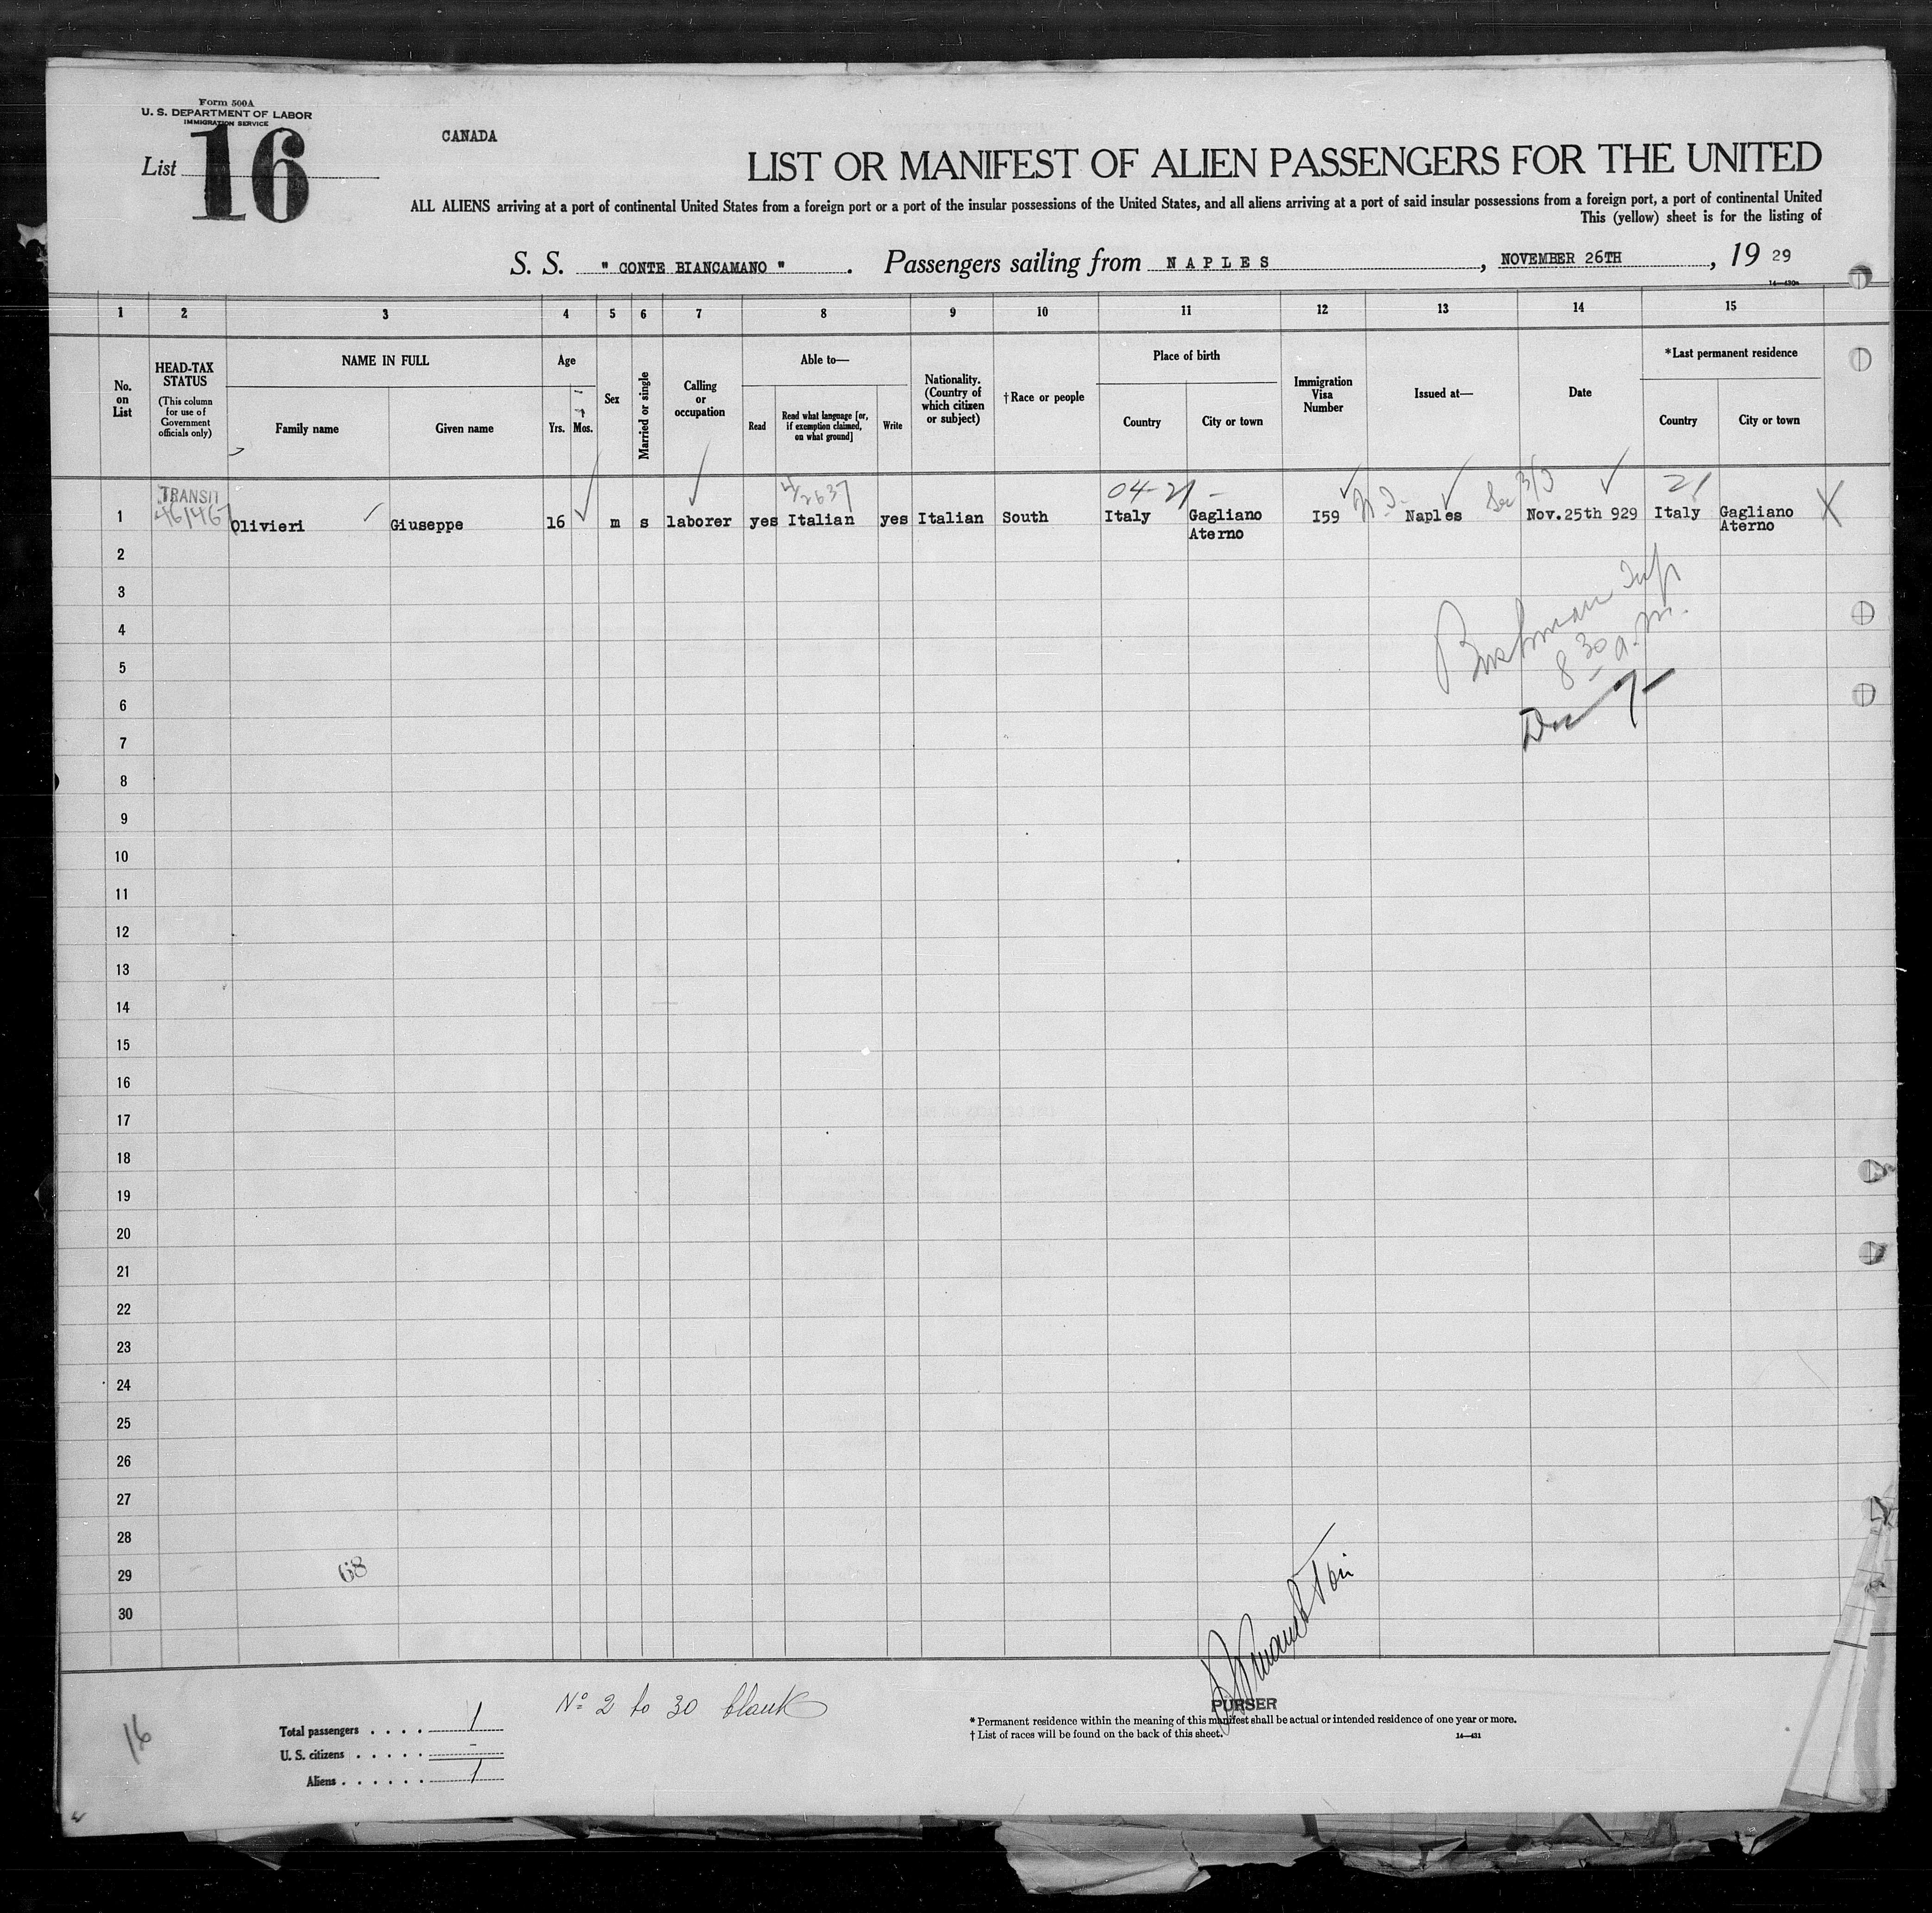 Form 500A
U. S. DEPARTMENT OF LABOR
IMMIGRATION SERVICE
List 16
CANADA
LIST OR MANIFEST OF ALIEN PASSENGERS FOR THE UNITED
ALL ALIENS arriving at a port of continental United States from a foreign port or a port of the insular possessions of the United States, and all aliens arriving at a port of said insular possessions from a foreign port, a port of continental United
This (yellow) sheet is for the listing of
S. S. " CONTE BIANCAMANO " . Passengers sailing from NAPLES , NOVEMBER 26TH , 19 29
14—430a
1 2 3 4 5 6 7 8 9 10 11 12 13 14 15
No. on List
HEAD-TAX STATUS
(This column for use of Government officials only)
NAME IN FULL
Family name Given name
Age
Yrs. Mos.
Sex
Married or single
Calling or occupation
Able to—
Read
Read what language [or, if exemption claimed, on what ground]
Write
Nationality. (Country of which citizen or subject)
†Race or people
Place of birth
Country City or town
Immigration Visa Number
Issued at—
Date
*Last permanent residence
Country City or town
TRANSIT
04-21 - 21
1 Olivieri Giuseppe 16 m s laborer yes Italian yes Italian South Italy Gagliano Aterno I59 Naples Nov.25th 929 Italy Gagliano Aterno X
2
3
4
5
6
7
8
9
10
11
12
13
14
15
16
17
18
19
20
21
22
23
24
25
26
27
28
29
30
8 30 a.m.
68
Nº 2 to 30 blank
PURSER
16
Total passengers . . . . 1
U. S. citizens . . . . . -
Aliens . . . . . . 1
* Permanent residence within the meaning of this manifest shall be actual or intended residence of one year or more.
† List of races will be found on the back of this sheet.
14—431